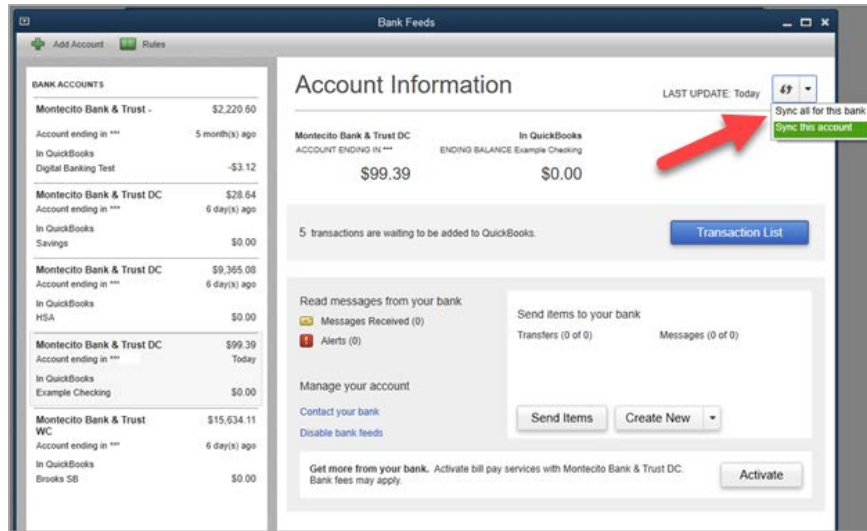 Bank Feeds
Add Account Rules
BANK ACCOUNTS
Montecito Bank & Trust - $2,220.60
Account ending in *** 5 month(s) ago
In QuickBooks
Digital Banking Test -$3.12
Montecito Bank & Trust DC $28.64
Account ending in *** 6 day(s) ago
In QuickBooks
Savings $0.00
Montecito Bank & Trust DC $9,365.08
Account ending in *** 6 day(s) ago
In QuickBooks
HSA $0.00
Montecito Bank & Trust DC $99.39
Account ending in *** Today
In QuickBooks
Example Checking $0.00
Montecito Bank & Trust $15,634.11
WC
Account ending in *** 6 day(s) ago
In QuickBooks
Brooks SB $0.00
Account Information
LAST UPDATE: Today
Sync all for this bank
Sync this account
Montecito Bank & Trust DC In QuickBooks
ACCOUNT ENDING IN *** ENDING BALANCE Example Checking
$99.39 $0.00
5 transactions are waiting to be added to QuickBooks.
Transaction List
Read messages from your bank
Messages Received (0)
Alerts (0)
Manage your account
Contact your bank
Disable bank feeds
Send items to your bank
Transfers (0 of 0) Messages (0 of 0)
Send Items Create New
Get more from your bank. Activate bill pay services with Montecito Bank & Trust DC.
Bank fees may apply.
Activate